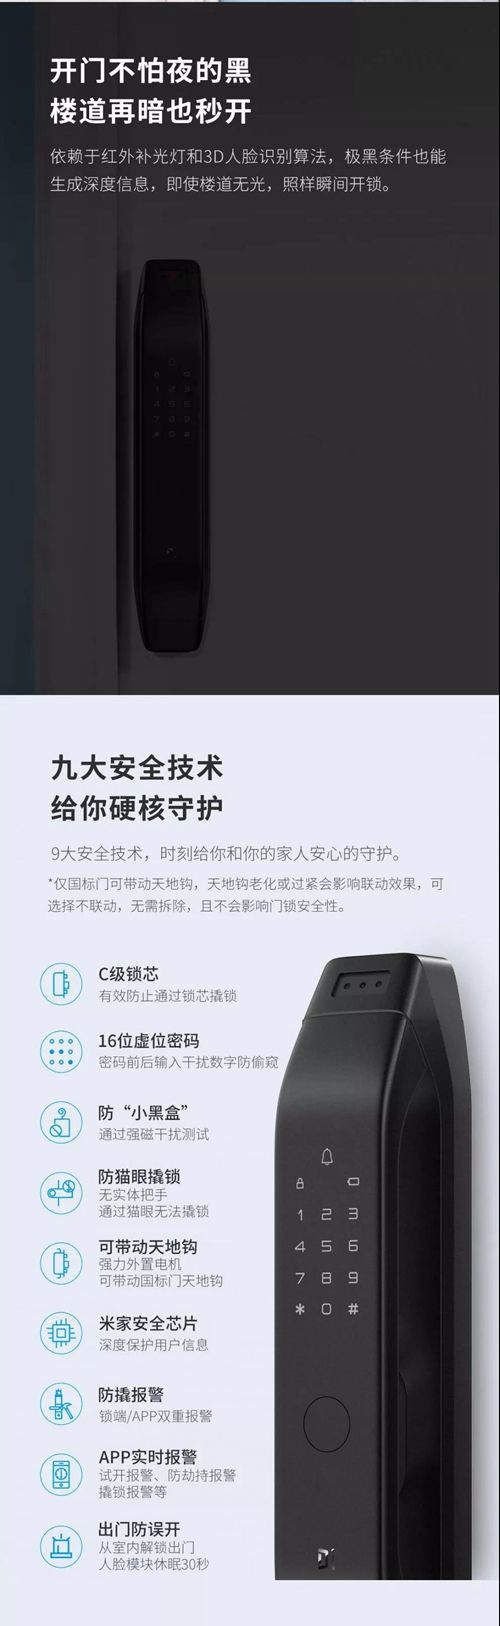 开门不怕夜的黑
楼道再暗也秒开
依赖于红外补光灯和3D人脸识别算法，极黑条件也能
生成深度信息，即使楼道无光，照样瞬间开锁。
1 2 3
4 5 6
7 8 9
* 0 #
九大安全技术
给你硬核守护
9大安全技术，时刻给你和你的家人安心的守护。
*仅国标门可带动天地钩，天地钩老化或过紧会影响联动效果，可
选择不联动，无需拆除，且不会影响门锁安全性。
C级锁芯
有效防止通过锁芯撬锁
16位虚位密码
密码前后输入干扰数字防偷窥
防“小黑盒”
通过强磁干扰测试
防猫眼撬锁
无实体把手
通过猫眼无法撬锁
可带动天地钩
强力外置电机
可带动国标门天地钩
米家安全芯片
深度保护用户信息
防撬报警
锁端/APP双重报警
APP实时报警
试开报警、防劫持报警
撬锁报警等
出门防误开
从室内解锁出门
人脸模块休眠30秒
1 2 3
4 5 6
7 8 9
* 0 #